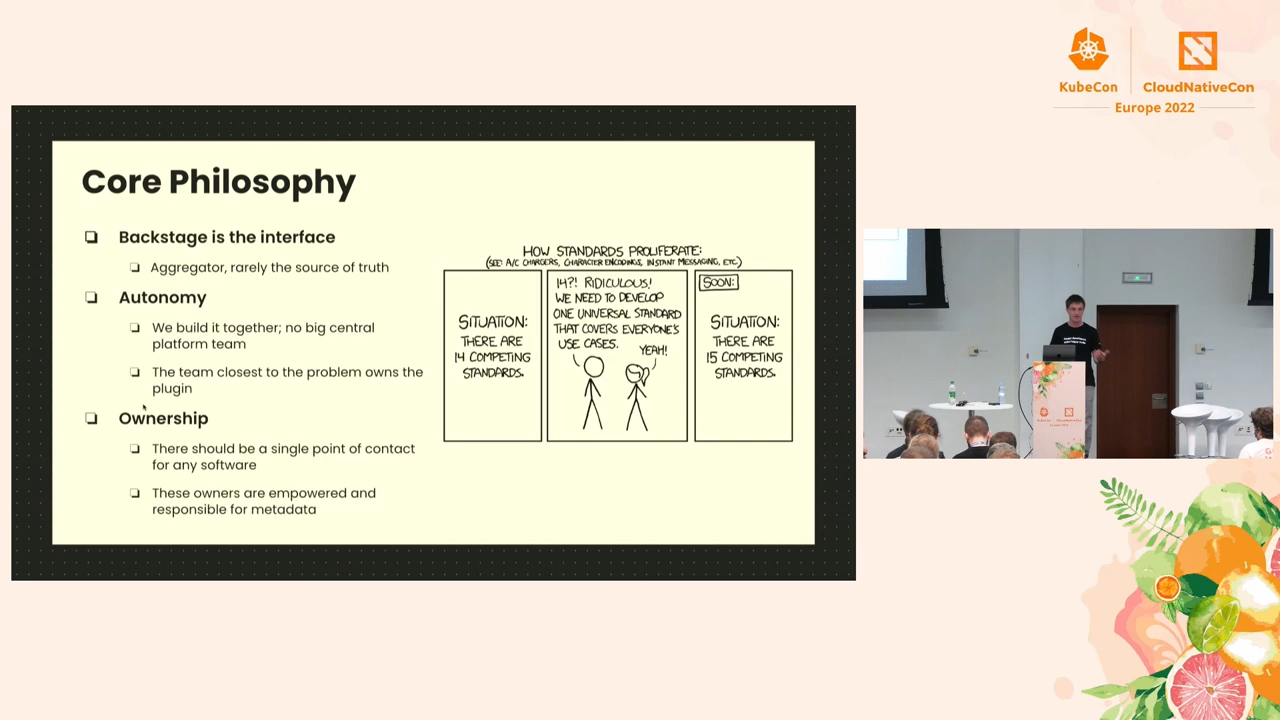 KubeCon
CloudNativeCon
Europe 2022
Core Philosophy
Backstage is the interface
Aggregator, rarely the source of truth
Autonomy
We build it together; no big central
platform team
The team closest to the problem owns the
plugin
Ownership
There should be a single point of contact
for any software
These owners are empowered and
responsible for metadata
HOW STANDARDS PROLIFERATE:
(SEE: A/C CHARGERS, CHARACTER ENCODINGS, INSTANT MESSAGING, ETC.)
SITUATION:
THERE ARE
14 COMPETING
STANDARDS.
14?! RIDICULOUS!
WE NEED TO DEVELOP
ONE UNIVERSAL STANDARD
THAT COVERS EVERYONE'S
USE CASES.
YEAH!
SOON:
SITUATION:
THERE ARE
15 COMPETING
STANDARDS.